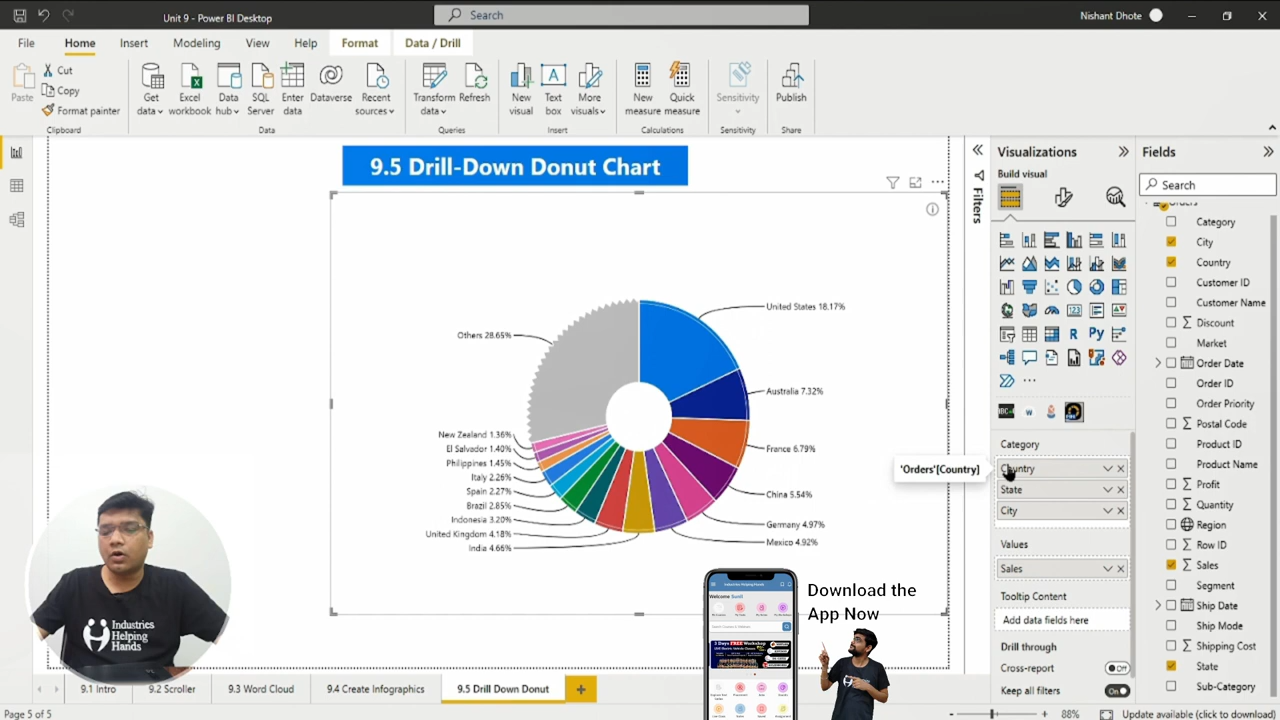 Unit 9 - Power BI Desktop
Search
Nishant Dhote
File
Home
Insert
Modeling
View
Help
Format
Data / Drill
Paste
Cut
Copy
Format painter
Get data
Excel workbook
Data hub
SQL Server
Enter data
Dataverse
Recent sources
Transform data
Refresh
New visual
Text box
More visuals
New measure
Quick measure
Sensitivity
Publish
Clipboard
Data
Queries
Insert
Calculations
Sensitivity
Share
9.5 Drill-Down Donut Chart
United States 18.17%
Australia 7.32%
France 6.79%
China 5.54%
Germany 4.97%
Mexico 4.92%
India 4.66%
United Kingdom 4.18%
Indonesia 3.20%
Brazil 2.85%
Spain 2.27%
Italy 2.26%
Philippines 1.45%
El Salvador 1.40%
New Zealand 1.36%
Others 28.65%
Filters
Visualizations
Build visual
R
Py
123
'Orders'[Country]
Category
Country
State
City
Values
Sales
Tooltip Content
Add data fields here
Drill through
Cross-report
Off
Keep all filters
On
Fields
Search
Category
City
Country
Customer ID
Customer Name
Discount
Market
Order Date
Order ID
Order Priority
Postal Code
Product ID
Product Name
Profit
Quantity
Region
Row ID
Sales
Ship Mo
State
Sub-Category
Industries
Helping
Hands
Download the
App Now
Welcome Sunil
3 Days FREE Workshop
Intro
9.2 Scroller
9.3 Word Cloud
9.4 Create Infographics
9.5 Drill Down Donut
Page 5 of 5
88%
Update available (click to download)